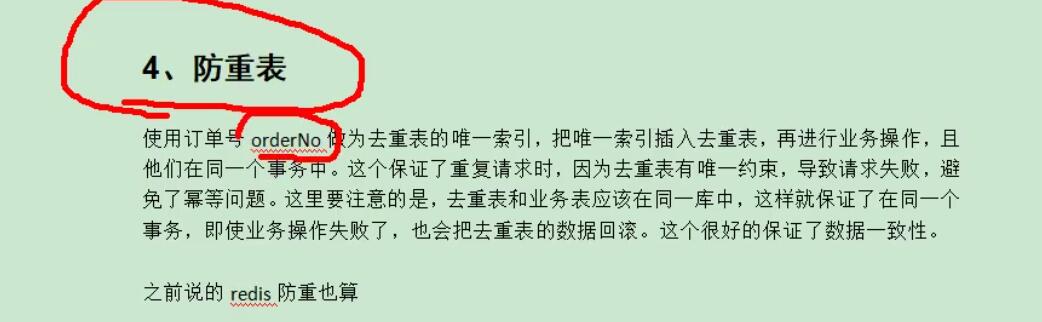 4、防重表
使用订单号 orderNo 做为去重表的唯一索引，把唯一索引插入去重表，再进行业务操作，且
他们在同一个事务中。这个保证了重复请求时，因为去重表有唯一约束，导致请求失败，避
免了幂等问题。这里要注意的是，去重表和业务表应该在同一库中，这样就保证了在同一个
事务，即使业务操作失败了，也会把去重表的数据回滚。这个很好的保证了数据一致性。
之前说的 redis 防重也算